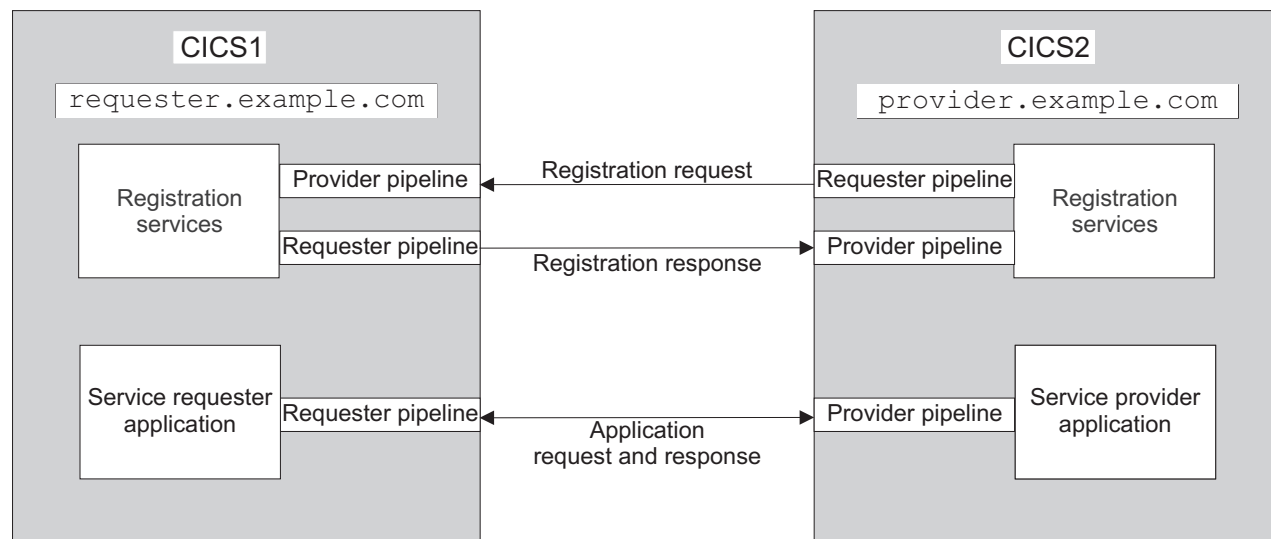 CICS1
requester.example.com
Registration
services
Provider pipeline
Requester pipeline
Registration request
Registration response
CICS2
provider.example.com
Requester pipeline
Provider pipeline
Registration
services
Service requester
application
Requester pipeline
Application
request and response
Provider pipeline
Service provider
application